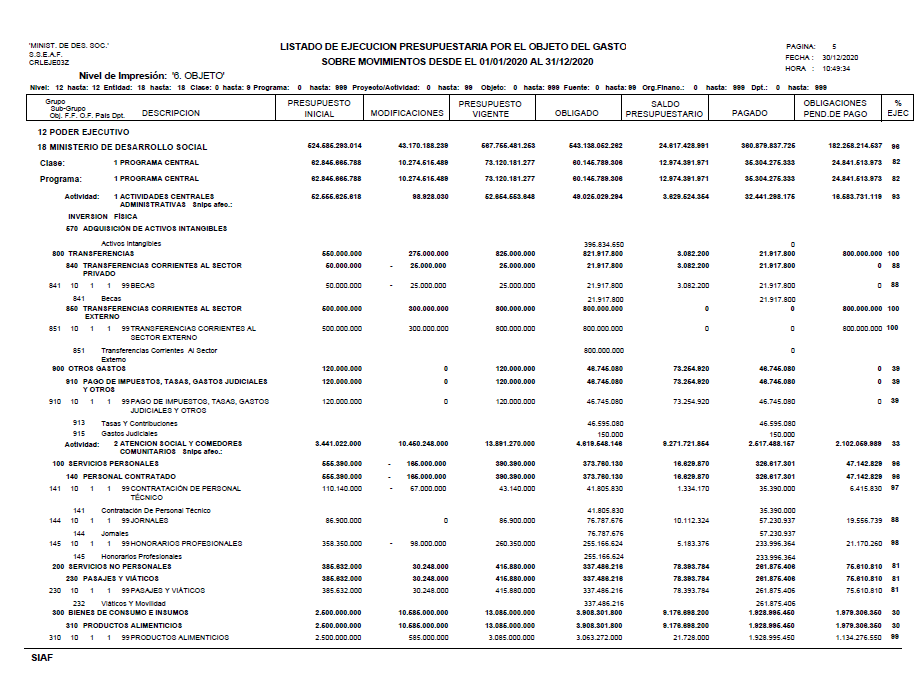 'MINIST. DE DES. SOC.'
S.S.E.A.F.
CRLEJE03Z
LISTADO DE EJECUCION PRESUPUESTARIA POR EL OBJETO DEL GASTO
SOBRE MOVIMIENTOS DESDE EL 01/01/2020 AL 31/12/2020
PAGINA: 5
FECHA : 30/12/2020
HORA : 10:49:34
Nivel de Impresión: '6. OBJETO'
Nivel: 12 hasta: 12 Entidad: 18 hasta: 18 Clase: 0 hasta: 9 Programa: 0 hasta: 999 Proyeoto/Actividad: 0 hasta: 99 Objeto: 0 hasta: 999 Fuente: 0 hasta: 99 Org.Finano.: 0 hasta: 999 Dpt.: 0 hasta: 999
Grupo
Sub-Grupo
Obj. F.F. O.F. Pais Dpt. DESCRIPCION PRESUPUESTO INICIAL MODIFICACIONES PRESUPUESTO VIGENTE OBLIGADO SALDO PRESUPUESTARIO PAGADO OBLIGACIONES PEND.DE PAGO % EJEC
12 PODER EJECUTIVO
18 MINISTERIO DE DESARROLLO SOCIAL 524.585.293.014 43.170.188.239 567.755.481.253 543.138.052.262 24.617.428.991 360.879.837.725 182.258.214.537 96
Clase: 1 PROGRAMA CENTRAL 62.845.665.788 10.274.515.489 73.120.181.277 60.145.789.306 12.974.391.971 35.304.275.333 24.841.513.973 82
Programa: 1 PROGRAMA CENTRAL 62.845.665.788 10.274.515.489 73.120.181.277 60.145.789.306 12.974.391.971 35.304.275.333 24.841.513.973 82
Actividad: 1 ACTIVIDADES CENTRALES 52.555.625.618 98.928.030 52.654.553.648 49.025.029.294 3.629.524.354 32.441.298.175 16.583.731.119 93
ADMINISTRATIVAS Snips afeo.:
INVERSION FÍSICA
570 ADQUISICIÓN DE ACTIVOS INTANGIBLES
Activos Intangibles 396.834.650 0
800 TRANSFERENCIAS 550.000.000 275.000.000 825.000.000 821.917.800 3.082.200 21.917.800 800.000.000 100
840 TRANSFERENCIAS CORRIENTES AL SECTOR 50.000.000 - 25.000.000 25.000.000 21.917.800 3.082.200 21.917.800 0 88
PRIVADO
841 10 1 1 99 BECAS 50.000.000 - 25.000.000 25.000.000 21.917.800 3.082.200 21.917.800 0 88
841 Becas 21.917.800 21.917.800
850 TRANSFERENCIAS CORRIENTES AL SECTOR 500.000.000 300.000.000 800.000.000 800.000.000 0 0 800.000.000 100
EXTERNO
851 10 1 1 99 TRANSFERENCIAS CORRIENTES AL 500.000.000 300.000.000 800.000.000 800.000.000 0 0 800.000.000 100
SECTOR EXTERNO
851 Transferencias Corrientes Al Sector 800.000.000 0
Externo
900 OTROS GASTOS 120.000.000 0 120.000.000 46.745.080 73.254.920 46.745.080 0 39
910 PAGO DE IMPUESTOS, TASAS, GASTOS JUDICIALES 120.000.000 0 120.000.000 46.745.080 73.254.920 46.745.080 0 39
Y OTROS
910 10 1 1 99 PAGO DE IMPUESTOS, TASAS, GASTOS 120.000.000 0 120.000.000 46.745.080 73.254.920 46.745.080 0 39
JUDICIALES Y OTROS
913 Tasas Y Contribuciones 46.595.080 46.595.080
915 Gastos Judiciales 150.000 150.000
Actividad: 2 ATENCION SOCIAL Y COMEDORES 3.441.022.000 10.450.248.000 13.891.270.000 4.619.548.146 9.271.721.854 2.517.488.157 2.102.059.989 33
COMUNITARIOS Snips afeo.:
100 SERVICIOS PERSONALES 555.390.000 - 165.000.000 390.390.000 373.760.130 16.629.870 326.617.301 47.142.829 96
140 PERSONAL CONTRATADO 555.390.000 - 165.000.000 390.390.000 373.760.130 16.629.870 326.617.301 47.142.829 96
141 10 1 1 99 CONTRATACIÓN DE PERSONAL 110.140.000 - 67.000.000 43.140.000 41.805.830 1.334.170 35.390.000 6.415.830 97
TÉCNICO
141 Contratación De Personal Técnico 41.805.830 35.390.000
144 10 1 1 99 JORNALES 86.900.000 0 86.900.000 76.787.676 10.112.324 57.230.937 19.556.739 88
144 Jornales 76.787.676 57.230.937
145 10 1 1 99 HONORARIOS PROFESIONALES 358.350.000 - 98.000.000 260.350.000 255.166.624 5.183.376 233.996.364 21.170.260 98
145 Honorarios Profesionales 255.166.624 233.996.364
200 SERVICIOS NO PERSONALES 385.632.000 30.248.000 415.880.000 337.486.216 78.393.784 261.875.406 75.610.810 81
230 PASAJES Y VIÁTICOS 385.632.000 30.248.000 415.880.000 337.486.216 78.393.784 261.875.406 75.610.810 81
230 10 1 1 99 PASAJES Y VIÁTICOS 385.632.000 30.248.000 415.880.000 337.486.216 78.393.784 261.875.406 75.610.810 81
232 Viáticos Y Movilidad 337.486.216 261.875.406
300 BIENES DE CONSUMO E INSUMOS 2.500.000.000 10.585.000.000 13.085.000.000 3.908.301.800 9.176.698.200 1.928.995.450 1.979.306.350 30
310 PRODUCTOS ALIMENTICIOS 2.500.000.000 10.585.000.000 13.085.000.000 3.908.301.800 9.176.698.200 1.928.995.450 1.979.306.350 30
310 10 1 1 99 PRODUCTOS ALIMENTICIOS 2.500.000.000 585.000.000 3.085.000.000 3.063.272.000 21.728.000 1.928.995.450 1.134.276.550 99
SIAF